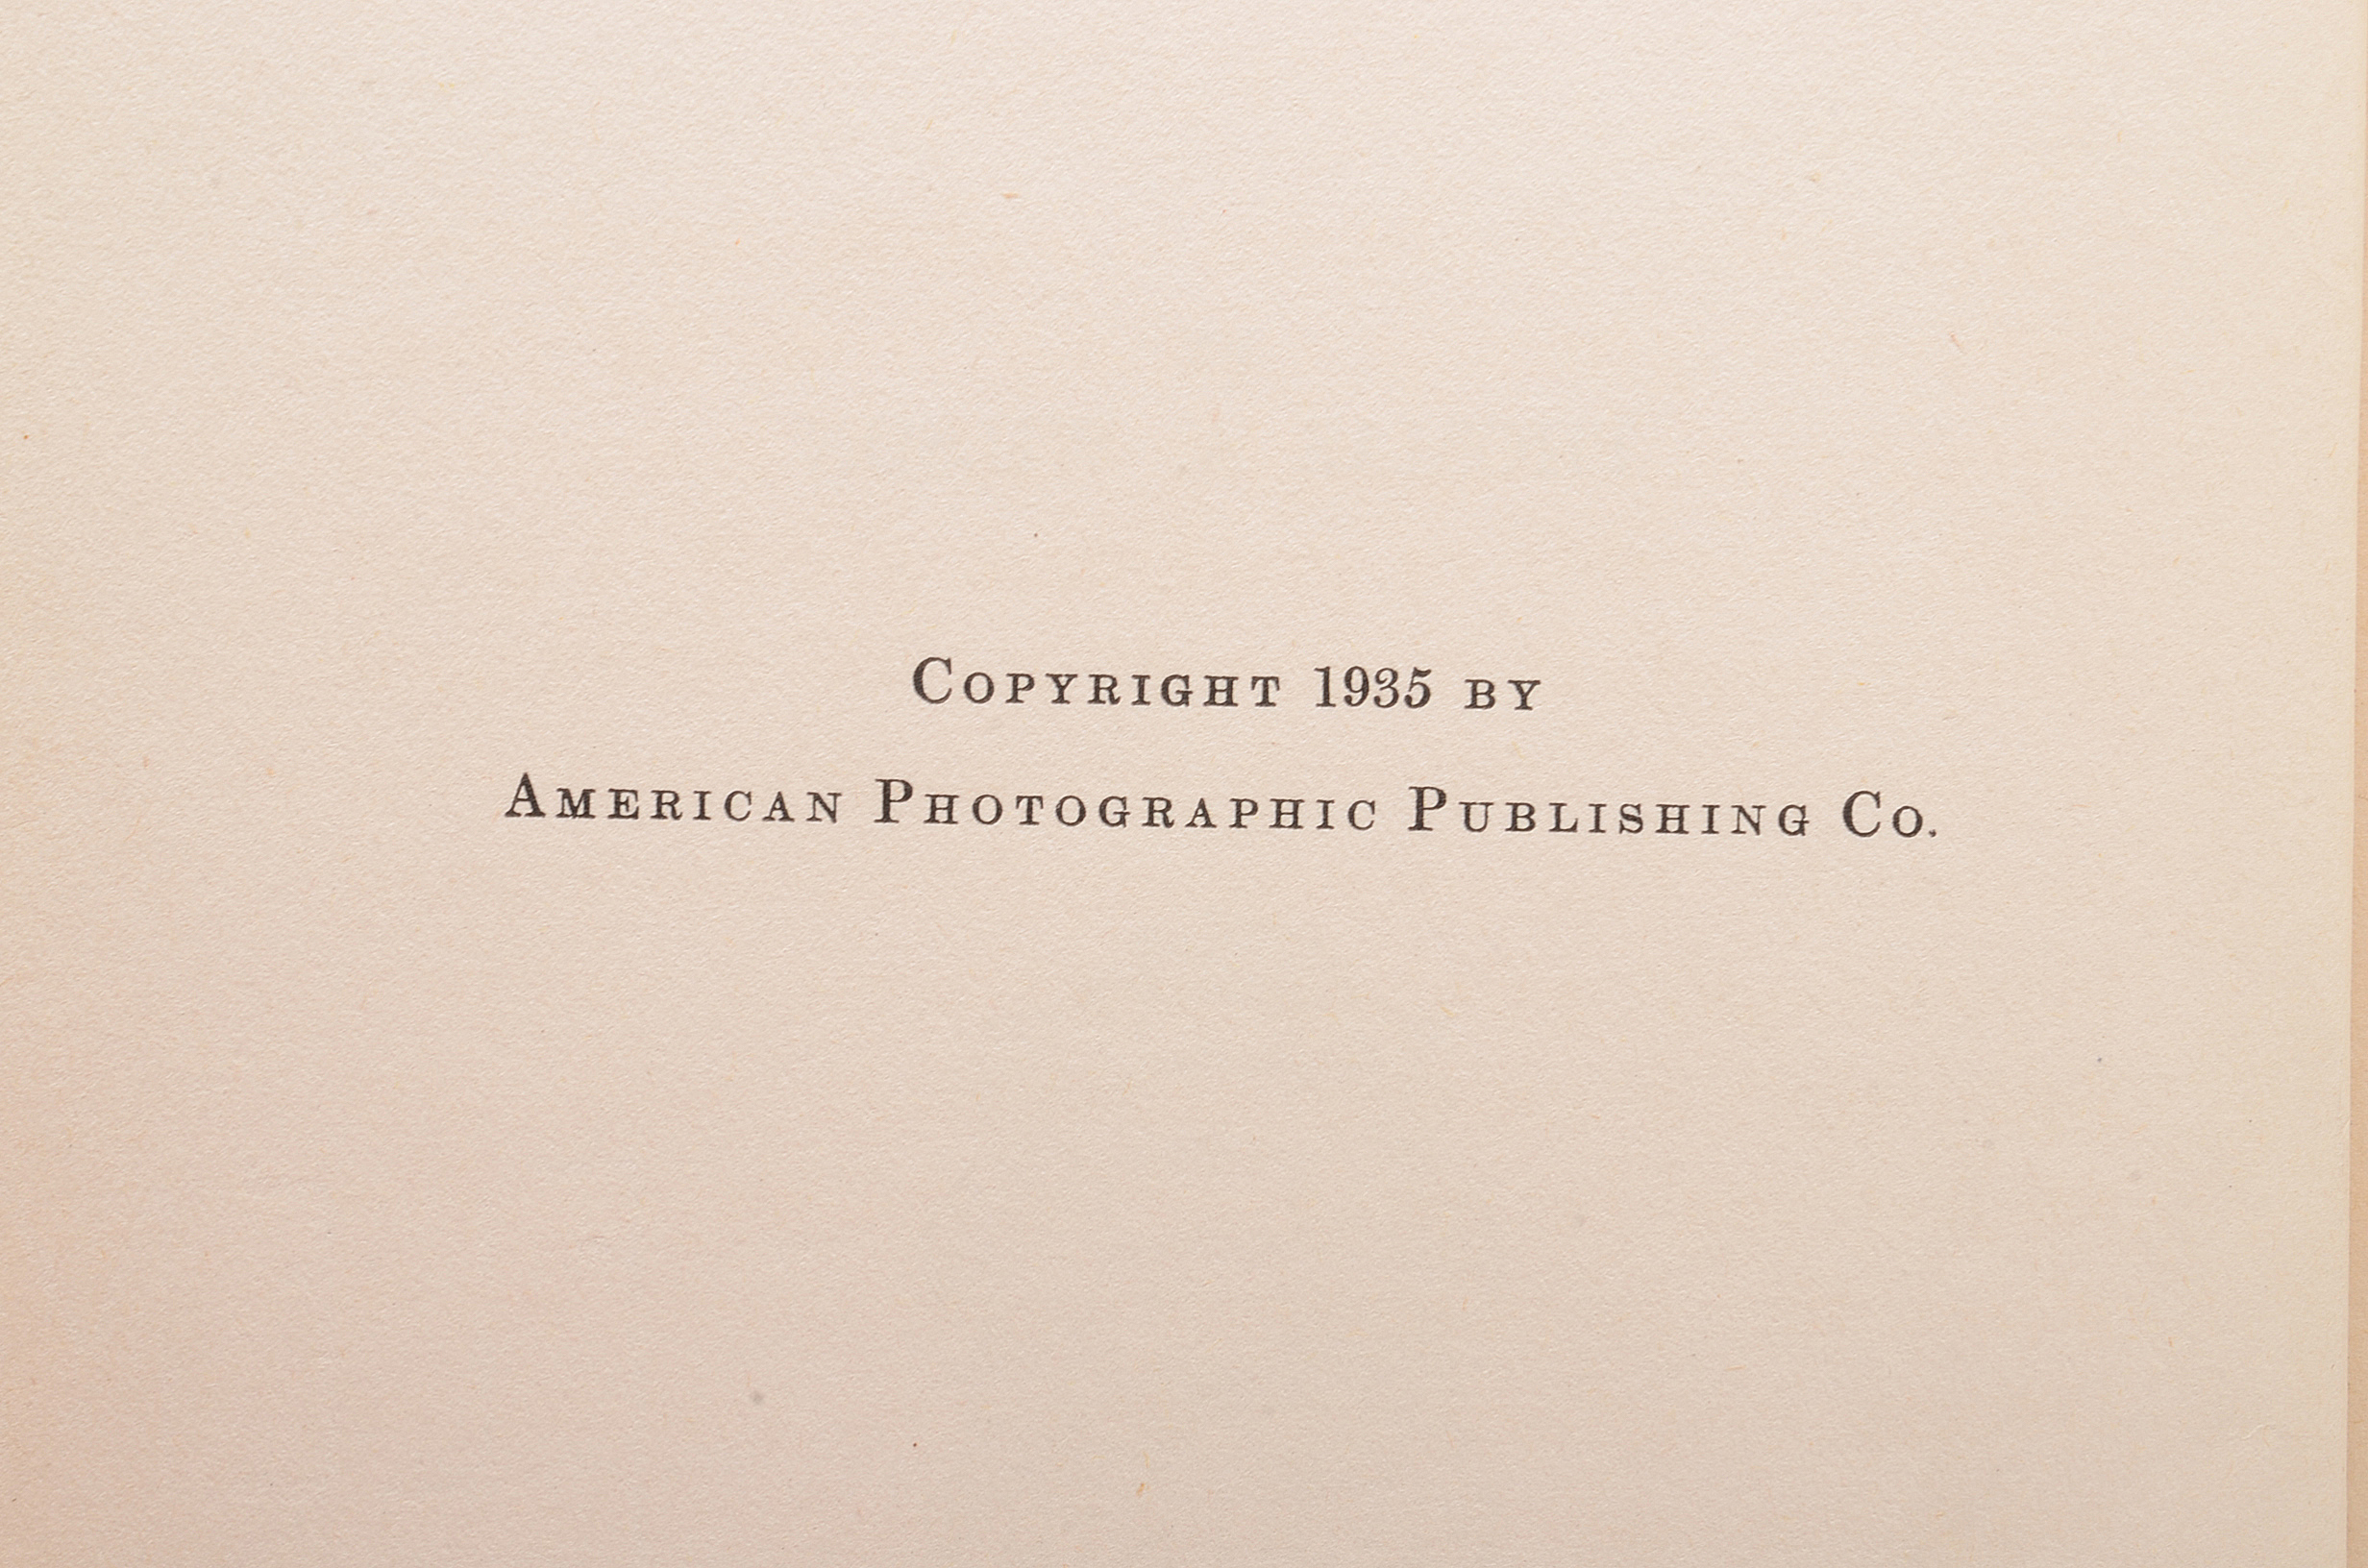 Copyright 1935 by
American Photographic Publishing Co.